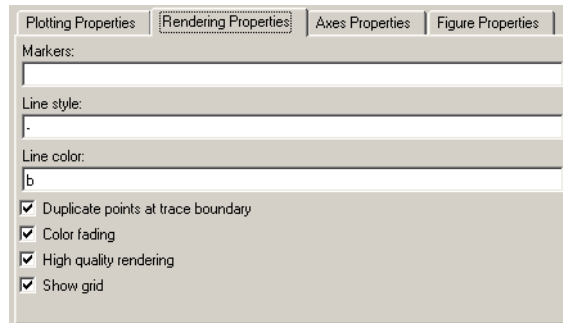 Plotting Properties Rendering Properties Axes Properties Figure Properties
Markers:
Line style:
-
Line color:
b
Duplicate points at trace boundary
Color fading
High quality rendering
Show grid